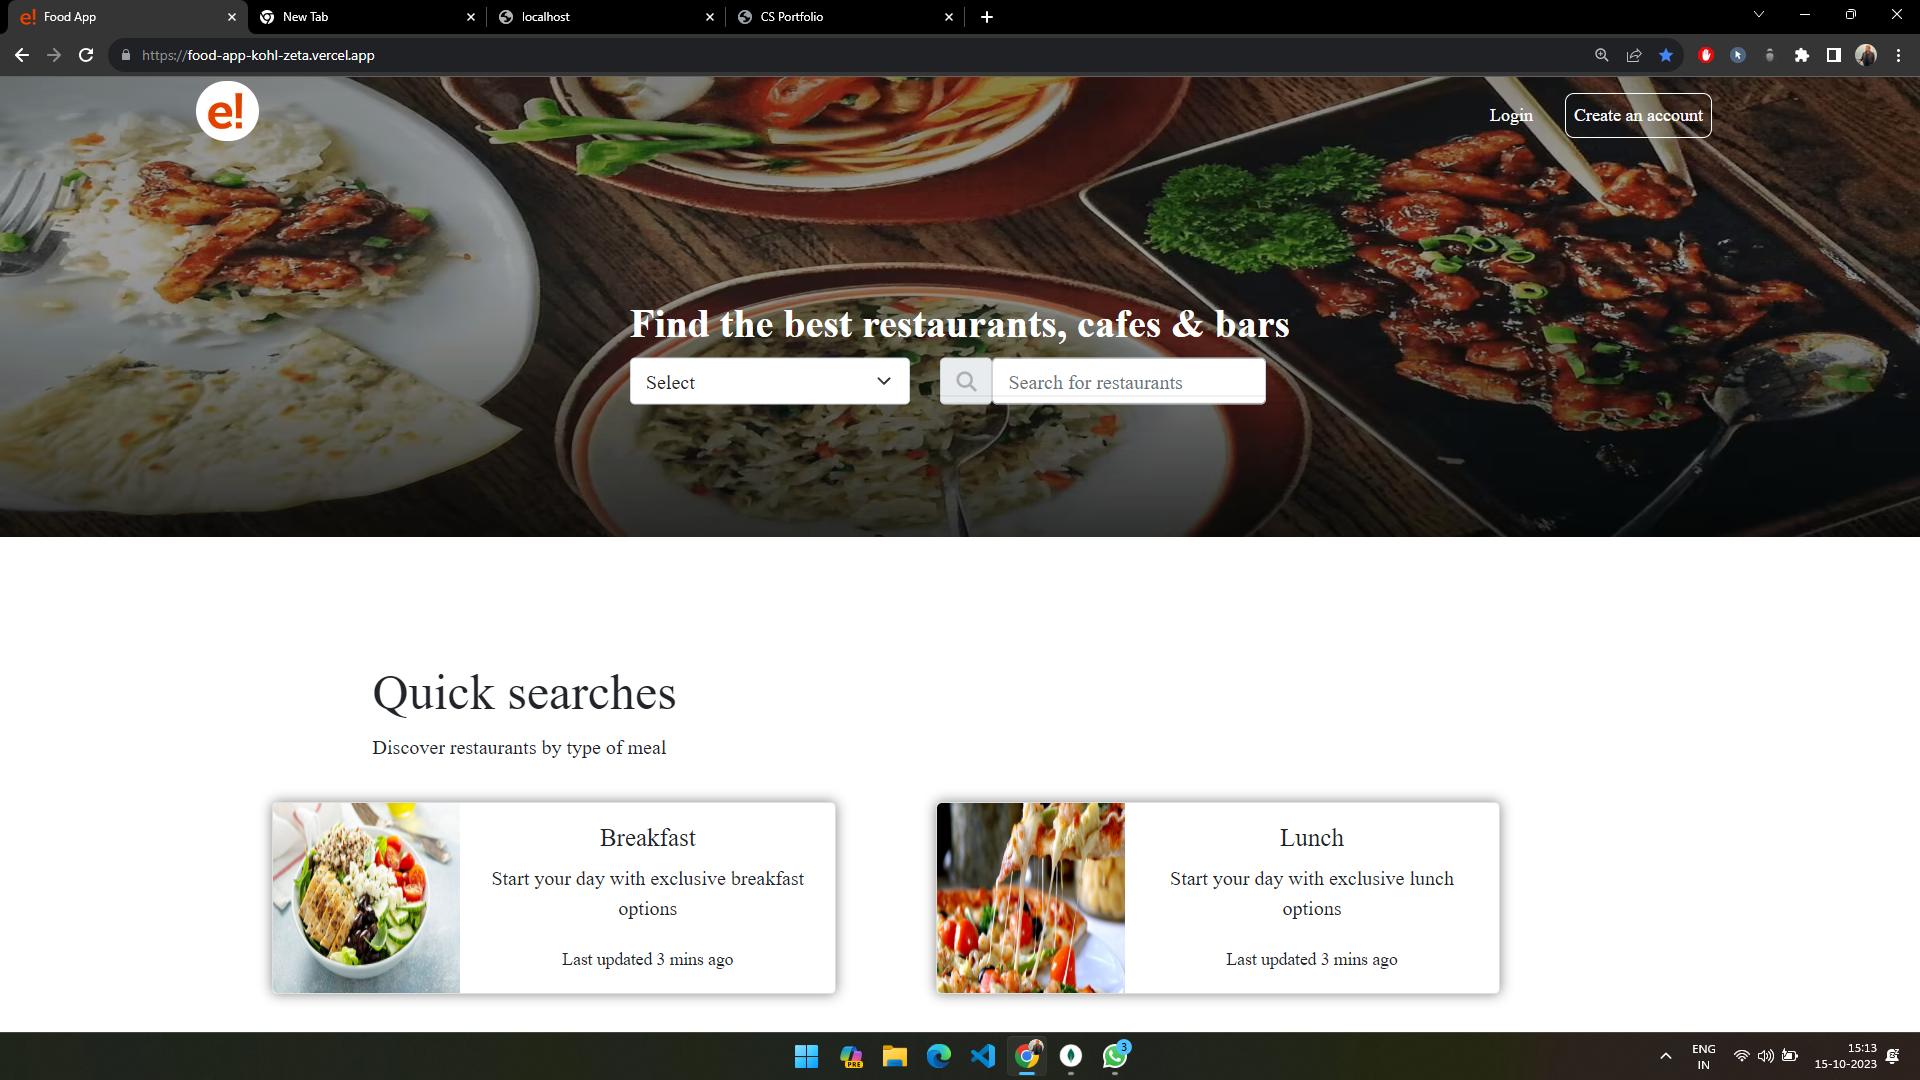 e! Food App
New Tab
localhost
CS Portfolio
https://food-app-kohl-zeta.vercel.app
e!
Login
Create an account
Find the best restaurants, cafes & bars
Select
Search for restaurants
Quick searches
Discover restaurants by type of meal
Breakfast
Start your day with exclusive breakfast
options
Last updated 3 mins ago
Lunch
Start your day with exclusive lunch
options
Last updated 3 mins ago
PRE
3
ENG
IN
15:13
15-10-2023